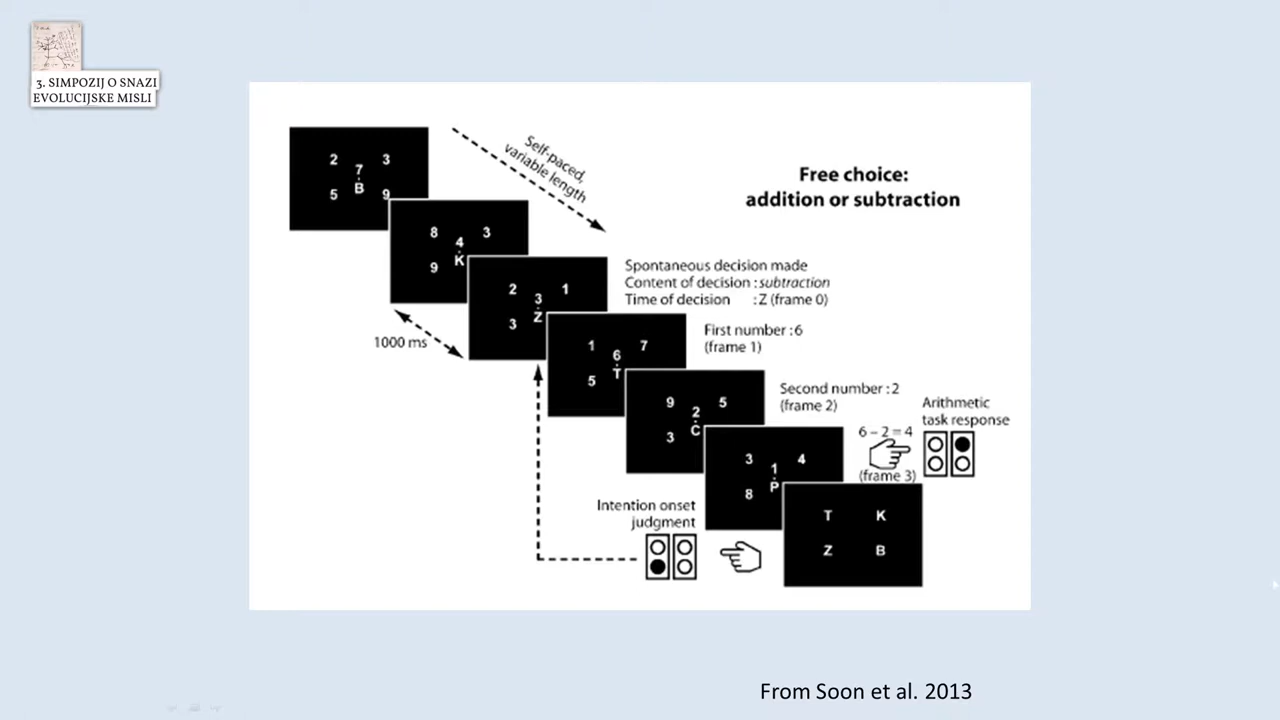 3. SIMPOZIJ O SNAZI
EVOLUCIJSKE MISLI
2 3
7
B
5 9
Self-paced,
variable length
Free choice:
addition or subtraction
8 3
4
K
9
1000 ms
2 1
3
Z
3
Spontaneous decision made
Content of decision : subtraction
Time of decision : Z (frame 0)
1 7
6
T
5
First number : 6
(frame 1)
9 5
2
C
3
Second number : 2
(frame 2)
3 4
1
P
8
6 – 2 = 4
(frame 3)
Arithmetic
task response
T K
Z B
Intention onset
judgment
From Soon et al. 2013